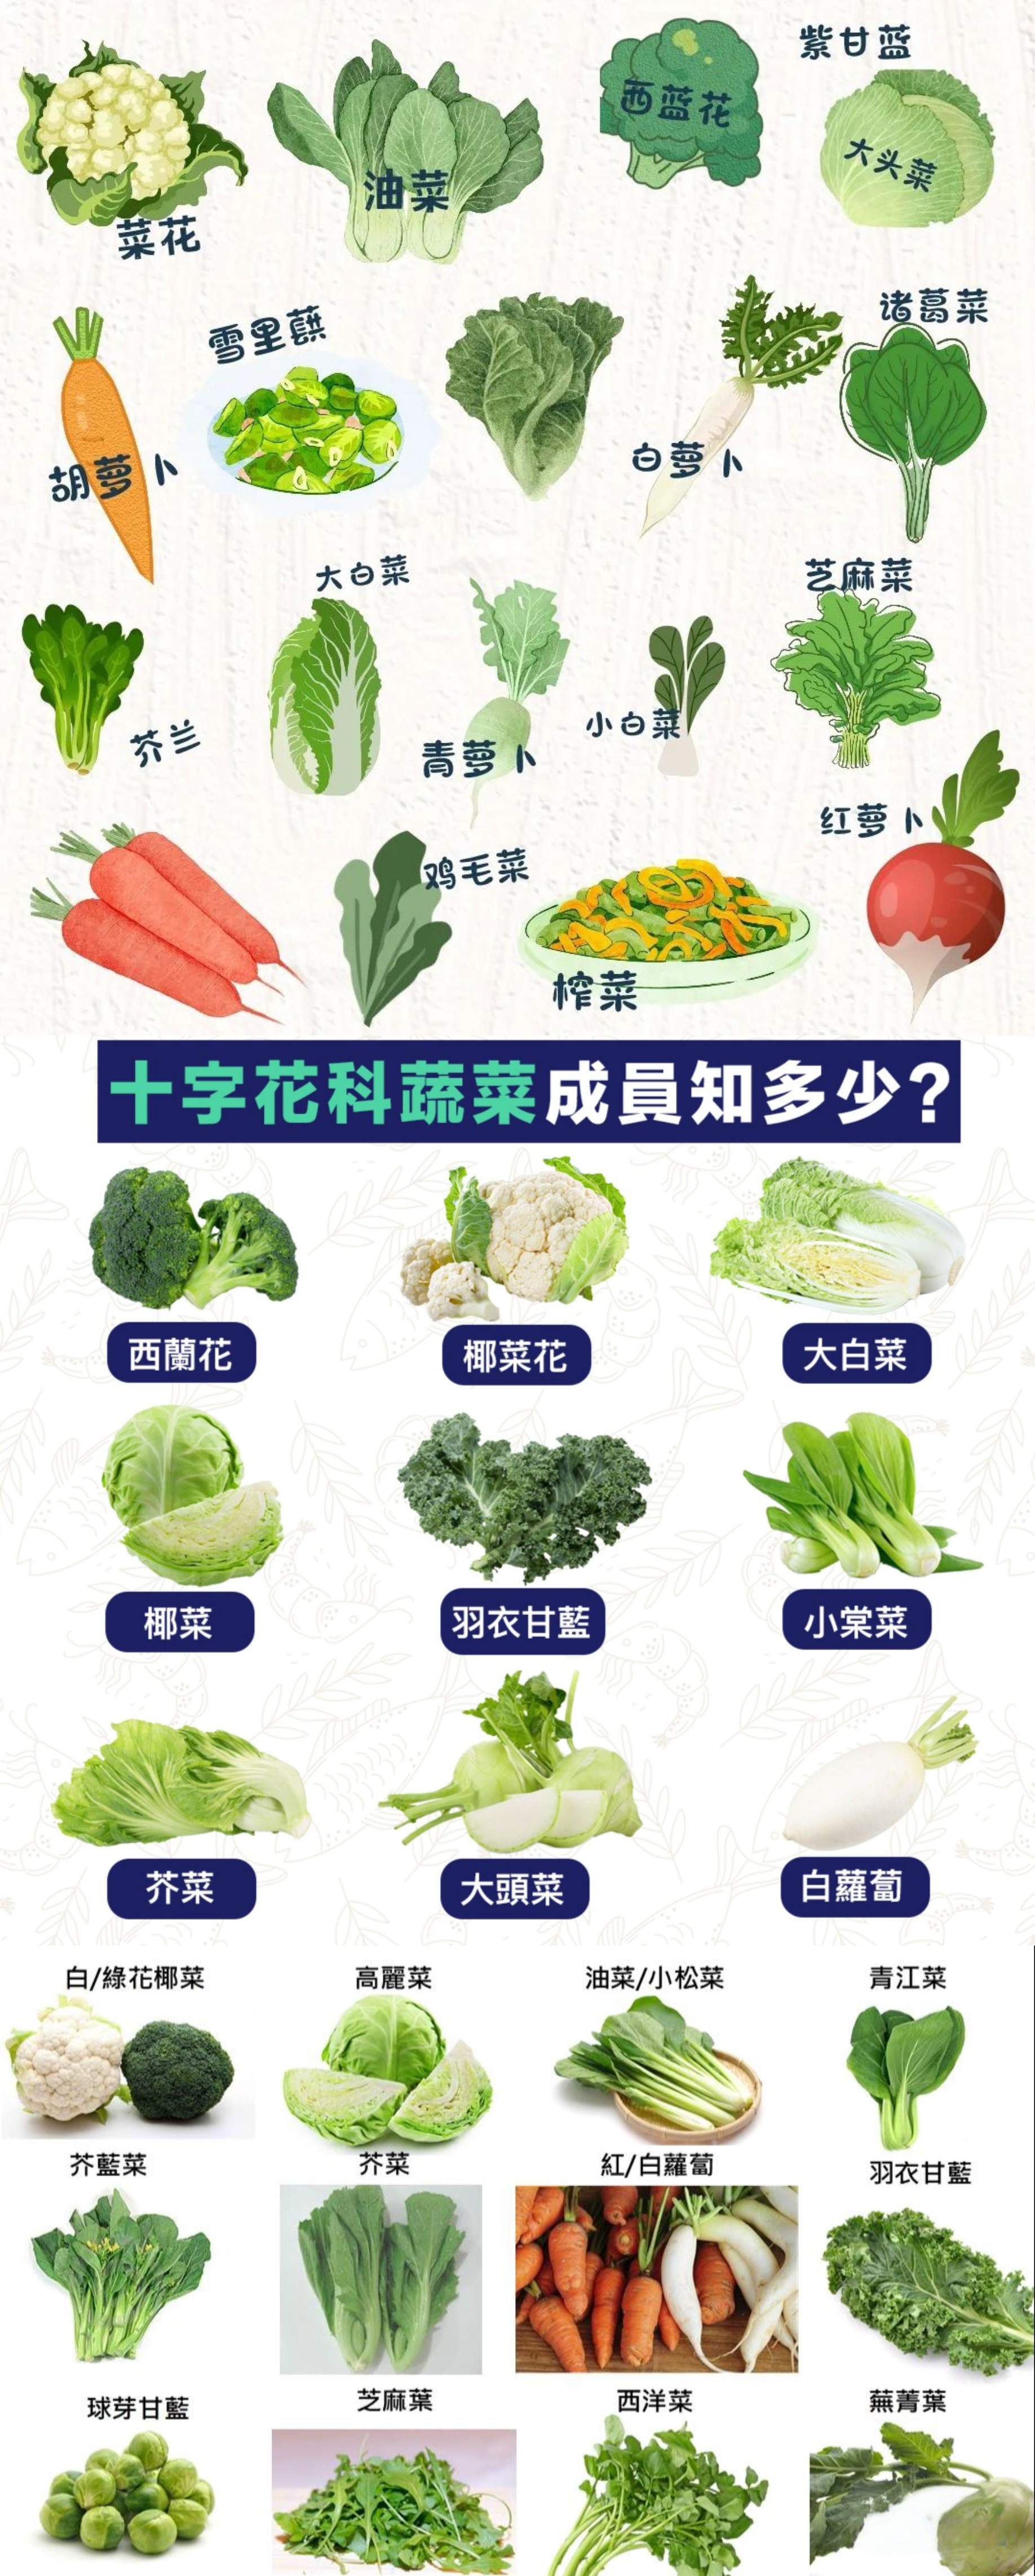 紫甘蓝
西蓝花
大头菜
油菜
菜花
诸葛菜
雪里蕻
白萝卜
胡萝卜
大白菜
芝麻菜
小白菜
芥兰
青萝卜
红萝卜
鸡毛菜
榨菜
十字花科蔬菜成員知多少?
西蘭花
椰菜花
大白菜
椰菜
羽衣甘藍
小棠菜
芥菜
大頭菜
白蘿蔔
白/綠花椰菜
高麗菜
油菜/小松菜
青江菜
芥藍菜
芥菜
紅/白蘿蔔
羽衣甘藍
球芽甘藍
芝麻葉
西洋菜
蕪菁葉